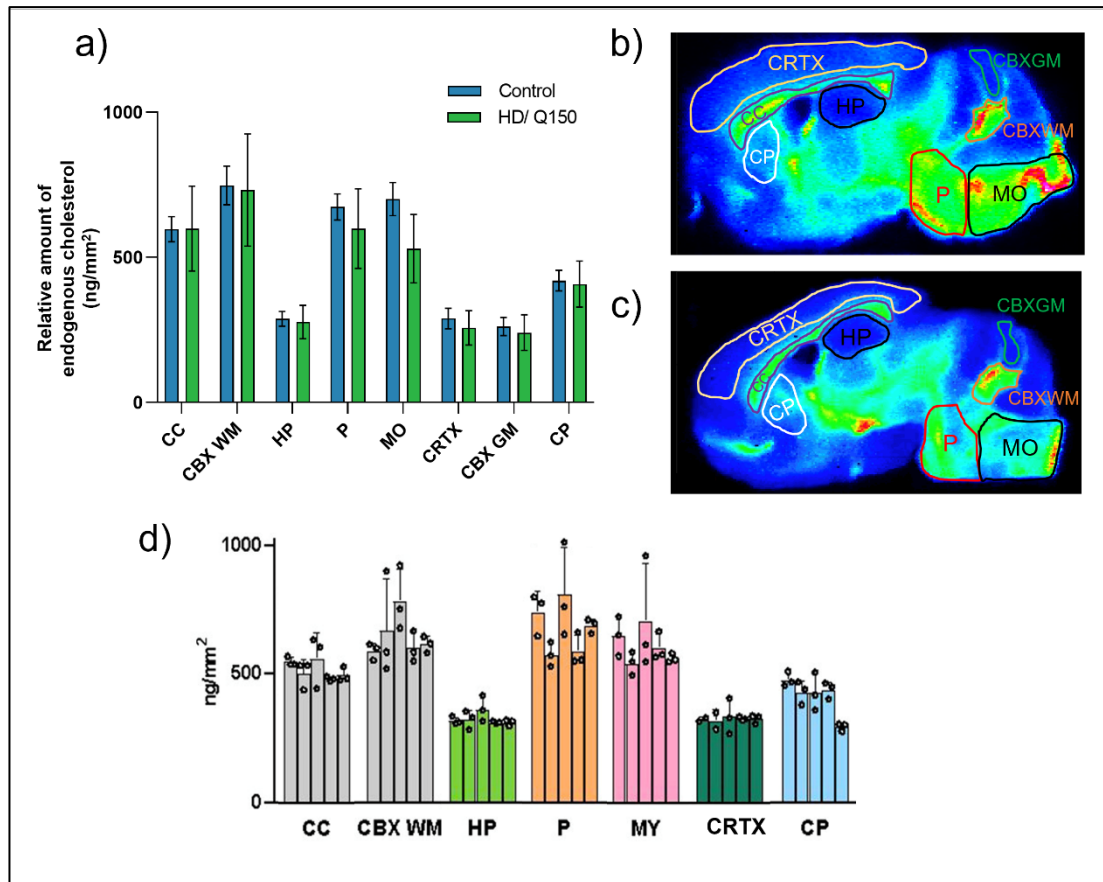 a)
Control
HD/ Q150
Relative amount of
endogenous cholesterol
(ng/mm²)
1000
500
0
CC
CBX WM
HP
P
MO
CRTX
CBX GM
CP
b)
CRTX
CC
HP
CP
CBXGM
CBXWM
P
MO
c)
CRTX
CC
HP
CP
CBXGM
CBXWM
P
MO
d)
ng/mm²
1000
500
0
CC
CBX WM
HP
P
MY
CRTX
CP